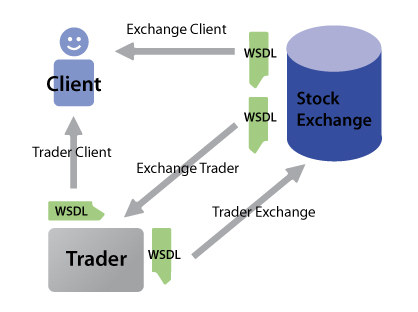 Exchange Client
WSDL
Client
Stock
Exchange
WSDL
Trader Client
Exchange Trader
WSDL
Trader Exchange
Trader
WSDL